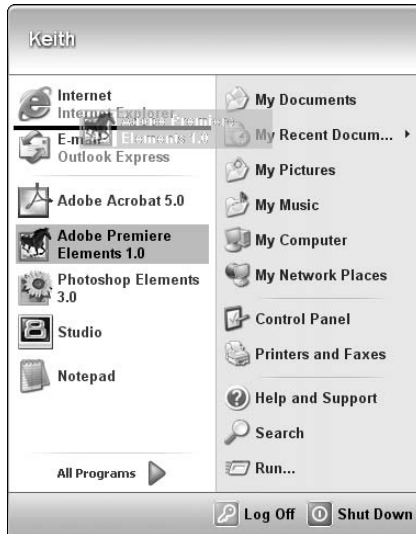 Keith
Internet
Internet Explorer
Adobe Premiere
Elements 1.0
E-mail
Outlook Express
Adobe Acrobat 5.0
Adobe Premiere
Elements 1.0
Photoshop Elements
3.0
Studio
Notepad
All Programs
My Documents
My Recent Docum...
My Pictures
My Music
My Computer
My Network Places
Control Panel
Printers and Faxes
Help and Support
Search
Run...
Log Off
Shut Down